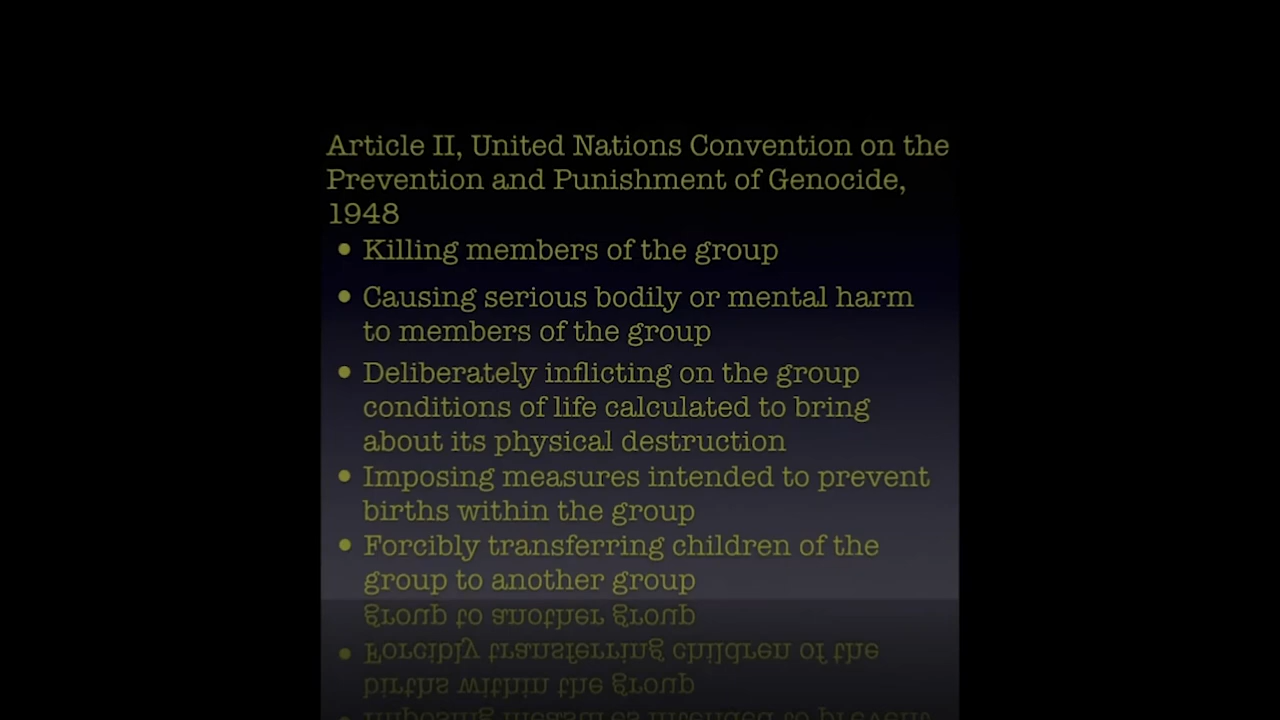 Article II, United Nations Convention on the
Prevention and Punishment of Genocide,
1948
• Killing members of the group
• Causing serious bodily or mental harm
to members of the group
• Deliberately inflicting on the group
conditions of life calculated to bring
about its physical destruction
• Imposing measures intended to prevent
births within the group
• Forcibly transferring children of the
group to another group